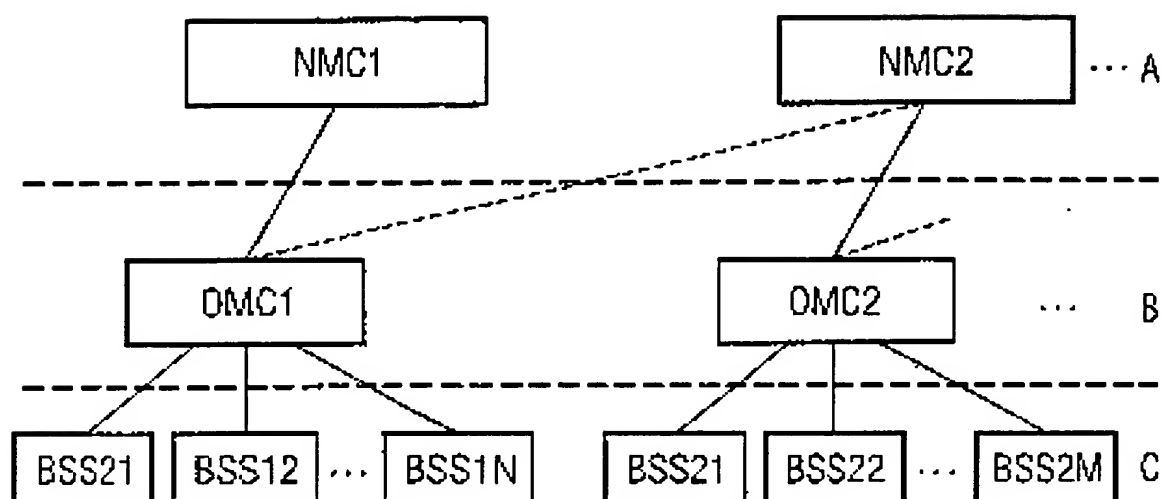 NMC1 NMC2 ... A
OMC1 OMC2 ... B
BSS21 BSS12 ... BSS1N BSS21 BSS22 ... BSS2M C